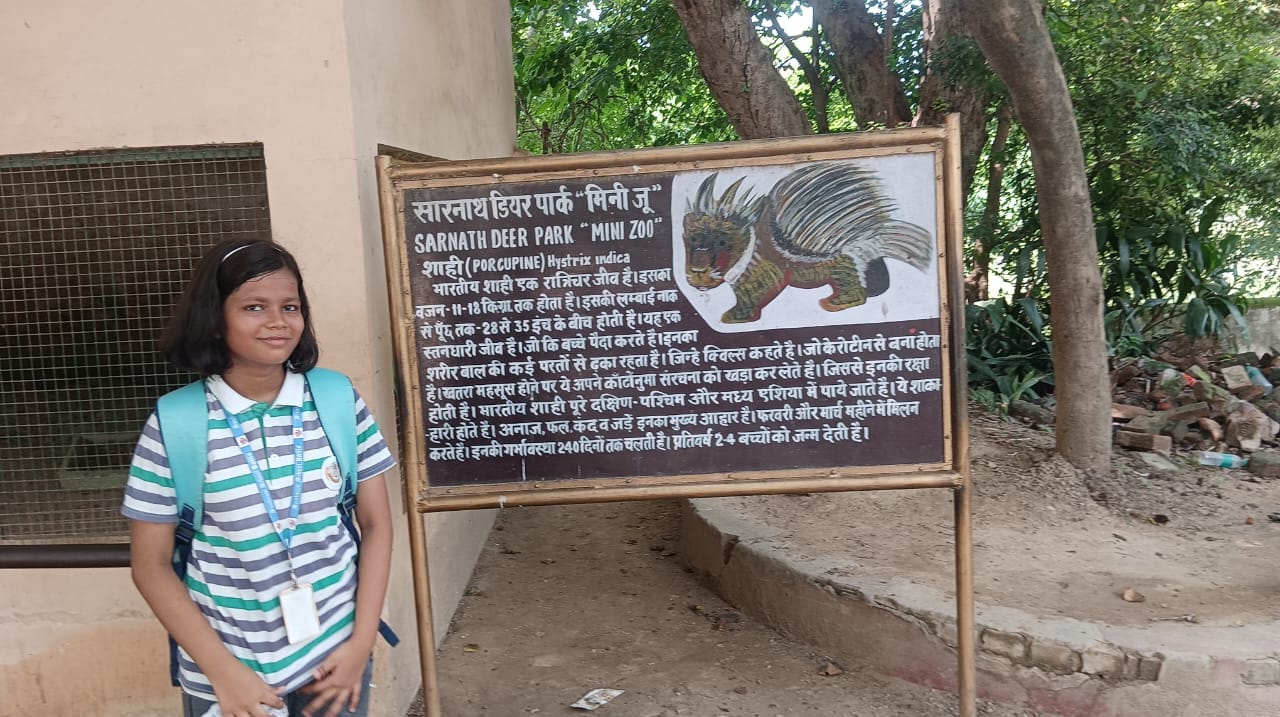 सारनाथ डियर पार्क "मिनी जू"
SARNATH DEER PARK "MINI ZOO"
शाही (PORCUPINE) Hystrix indica
भारतीय शाही एक रात्रिचर जीव है। इसका
वजन-11-18 किग्रा. तक होता है। इसकी लम्बाई नाक
से पूँछ तक-28 से 35 इंच के बीच होती है। यह एक
स्तनधारी जीव है। जो कि बच्चे पैदा करते है। इनका
शरीर बाल की कई परतों से ढ़का रहता है। जिन्हे क्विल्स कहते है। जो केरोटीन से बना होता
है। खतरा महसूस होने पर ये अपने काँटोनुमा संरचना को खड़ा कर लेते है। जिससे इनकी रक्षा
होती है। भारतीय शाही पूरे दक्षिण-पश्चिम और मध्य एशिया में पाये जाते है। ये शाका-
-हारी होते है। अनाज, फल, कंद व जड़ें इनका मुख्य आहार है। फरवरी और मार्च महीने में मिलन
करते है। इनकी गर्भावस्था 240 दिनों तक चलती है। प्रतिवर्ष 2-4 बच्चों को जन्म देती है।